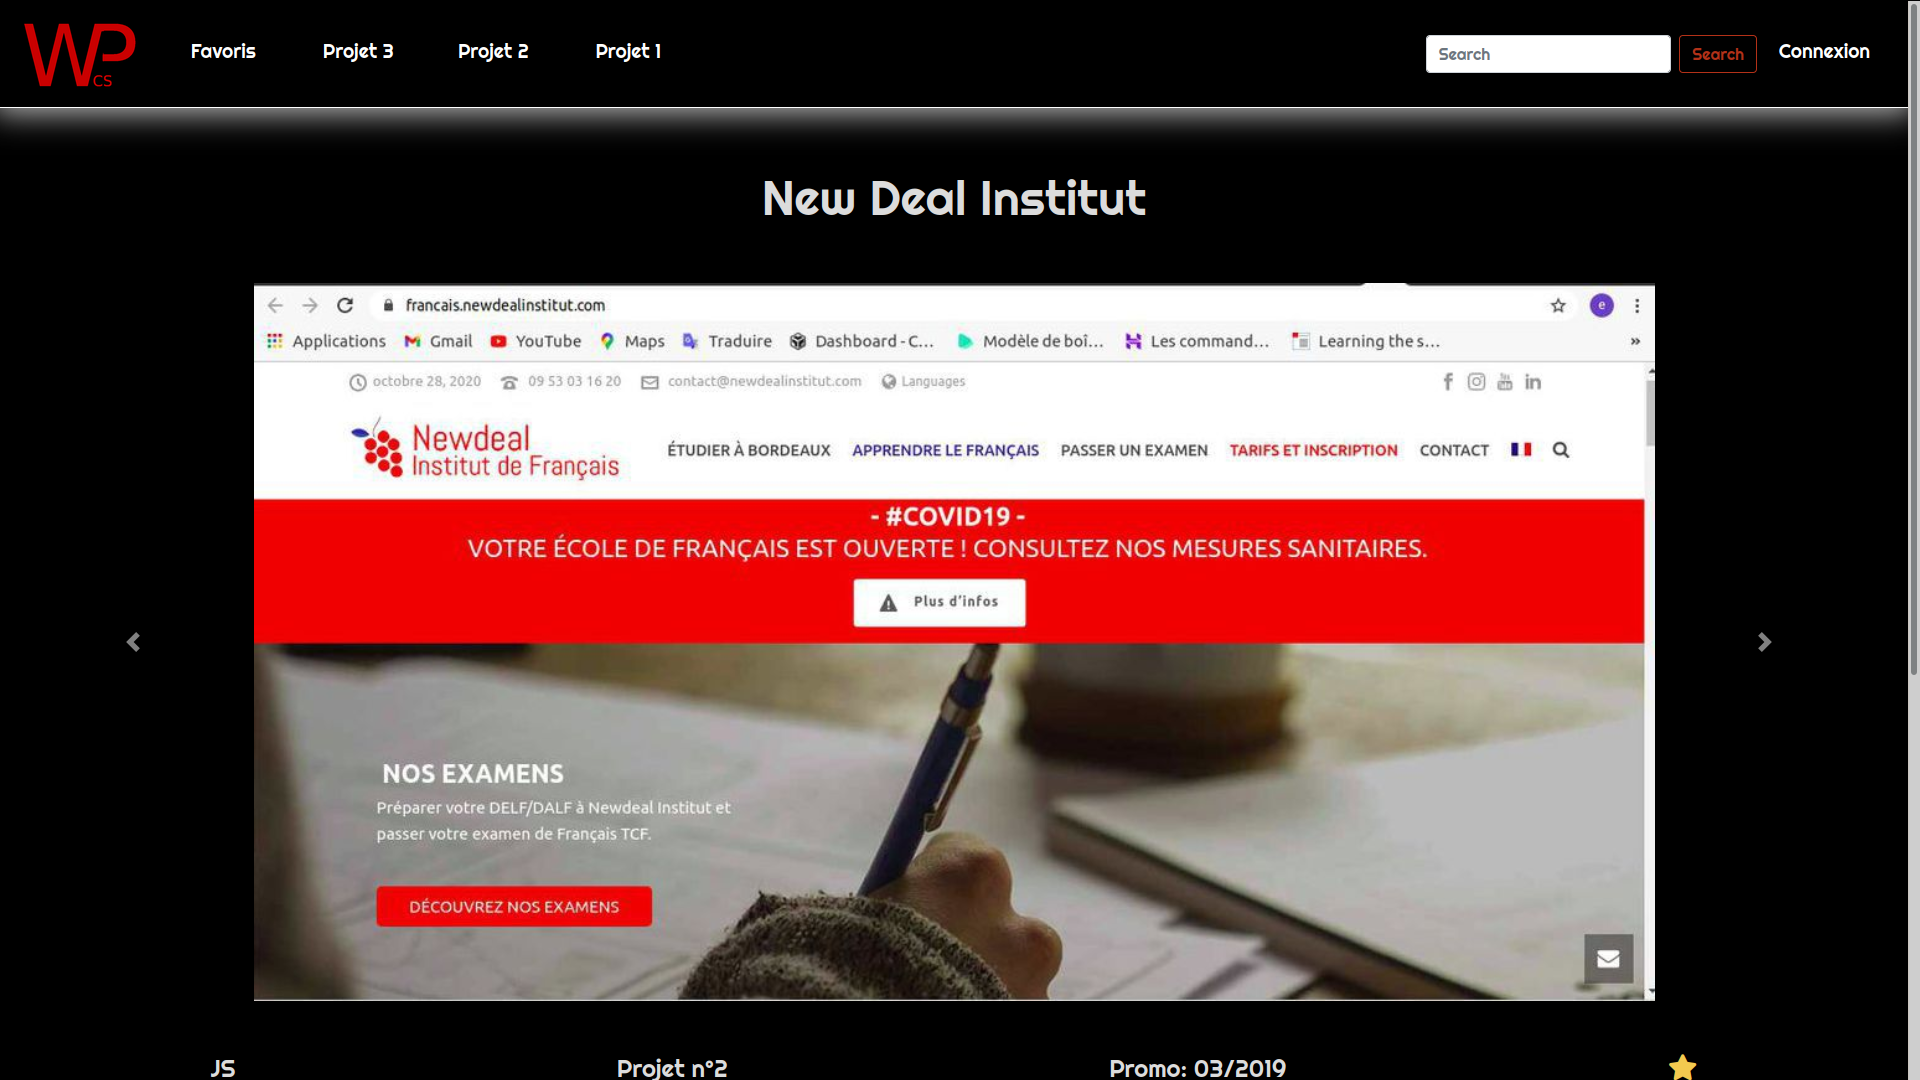 WP CS
Favoris Projet 3 Projet 2 Projet 1 Search Search Connexion
New Deal Institut
francais.newdealinstitut.com e
Applications Gmail YouTube Maps Traduire Dashboard - C... Modèle de boî... Les command... Learning the s... »
octobre 28, 2020 09 53 03 16 20 contact@newdealinstitut.com Languages
Newdeal
Institut de Français
ÉTUDIER À BORDEAUX APPRENDRE LE FRANÇAIS PASSER UN EXAMEN TARIFS ET INSCRIPTION CONTACT
- #COVID19 -
VOTRE ÉCOLE DE FRANÇAIS EST OUVERTE ! CONSULTEZ NOS MESURES SANITAIRES.
Plus d'infos
NOS EXAMENS
Préparer votre DELF/DALF à Newdeal Institut et
passer votre examen de Français TCF.
DÉCOUVREZ NOS EXAMENS
JS Projet n°2 Promo: 03/2019